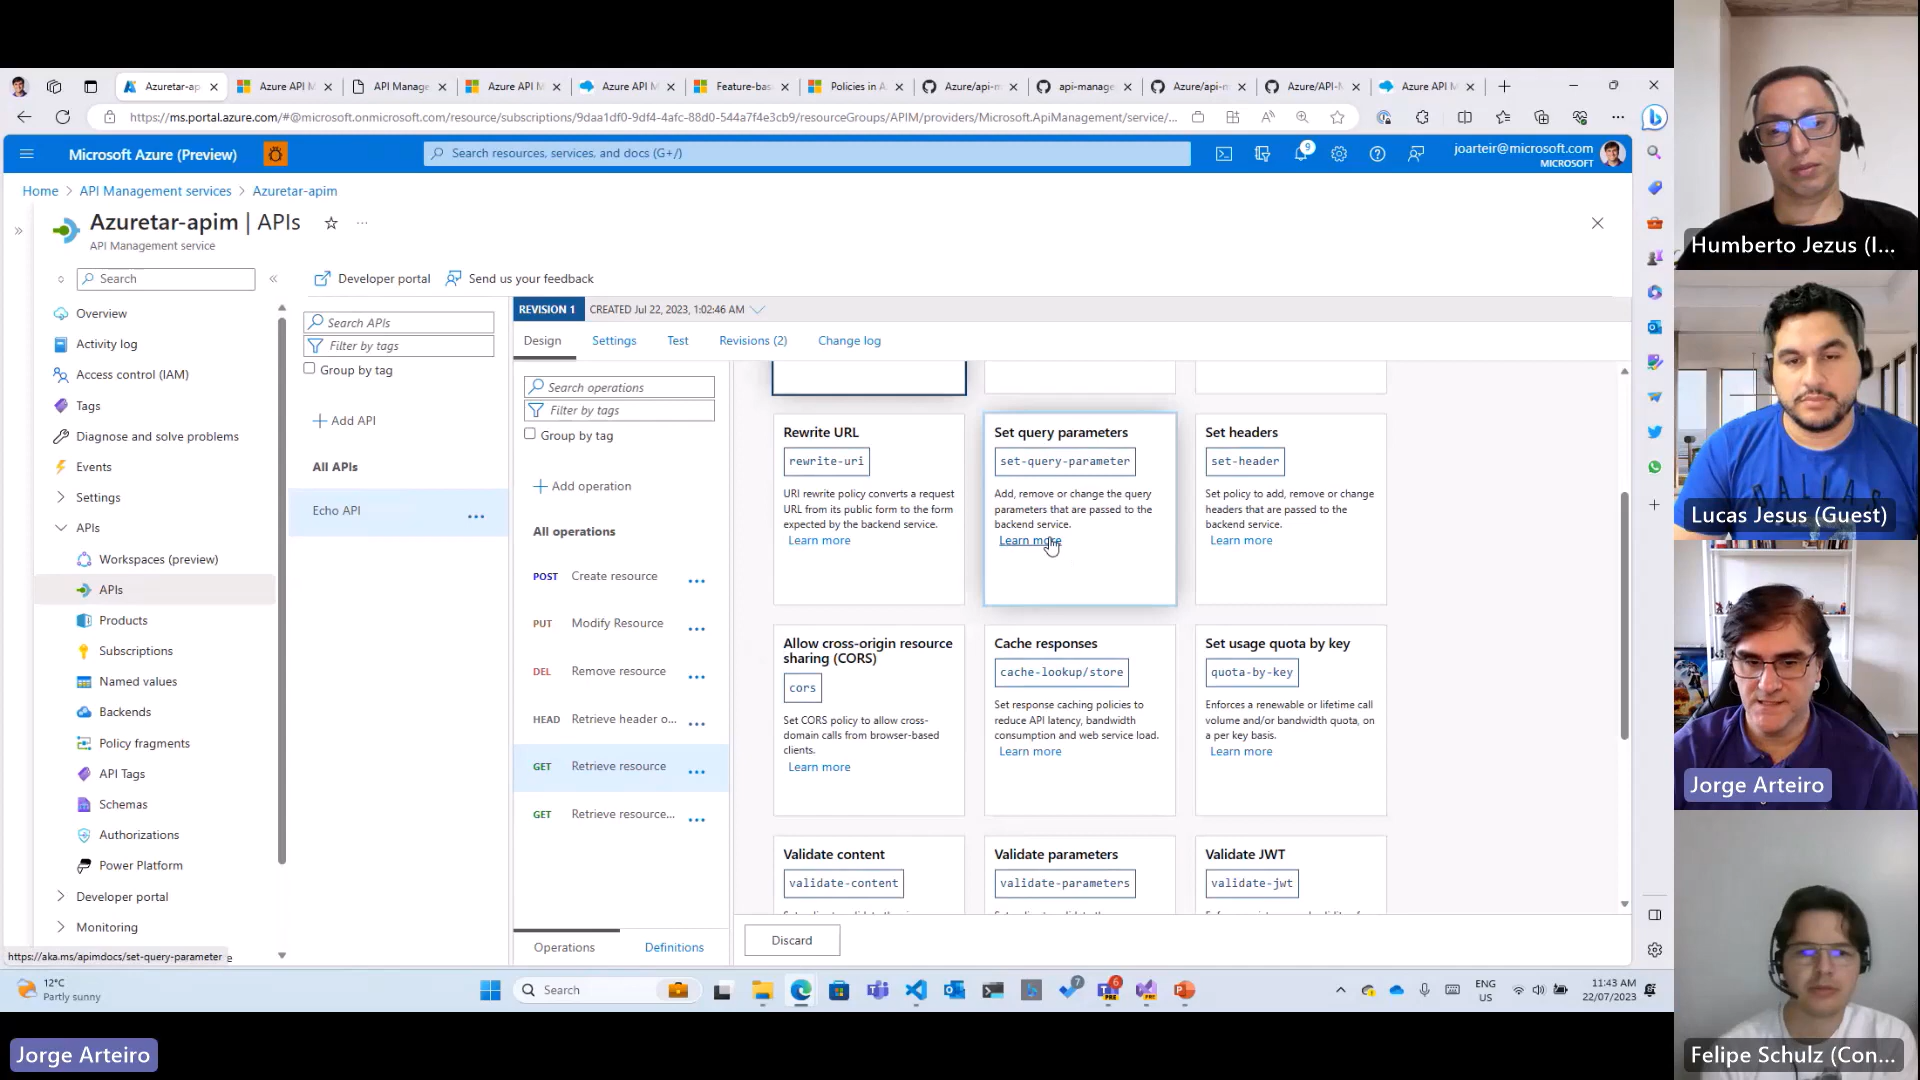 Azuretar-ap
Azure API M
API Manage
Azure API M
Azure API M
Feature-bas
Policies in A
Azure/api-m
api-manage
Azure/api-m
Azure/API-M
Azure API M
https://ms.portal.azure.com/#@microsoft.onmicrosoft.com/resource/subscriptions/9daa1df0-9df4-4afc-88d0-544a7f4e3cb9/resourceGroups/APIM/providers/Microsoft.ApiManagement/service/...
Microsoft Azure (Preview)
Search resources, services, and docs (G+/)
9
joarteir@microsoft.com
MICROSOFT
Home > API Management services > Azuretar-apim
Azuretar-apim | APIs
API Management service
Search
Developer portal
Send us your feedback
Overview
Activity log
Access control (IAM)
Tags
Diagnose and solve problems
Events
Settings
APIs
Workspaces (preview)
APIs
Products
Subscriptions
Named values
Backends
Policy fragments
API Tags
Schemas
Authorizations
Power Platform
Developer portal
Monitoring
https://aka.ms/apimdocs/set-query-parameter
Search APIs
Filter by tags
Group by tag
Add API
All APIs
Echo API
REVISION 1
CREATED Jul 22, 2023, 1:02:46 AM
Design
Settings
Test
Revisions (2)
Change log
Search operations
Filter by tags
Group by tag
Add operation
All operations
POST Create resource
PUT Modify Resource
DEL Remove resource
HEAD Retrieve header o...
GET Retrieve resource
GET Retrieve resource...
Operations
Definitions
Rewrite URL
rewrite-uri
URI rewrite policy converts a request
URL from its public form to the form
expected by the backend service.
Learn more
Set query parameters
set-query-parameter
Add, remove or change the query
parameters that are passed to the
backend service.
Learn more
Set headers
set-header
Set policy to add, remove or change
headers that are passed to the
backend service.
Learn more
Allow cross-origin resource
sharing (CORS)
cors
Set CORS policy to allow cross-
domain calls from browser-based
clients.
Learn more
Cache responses
cache-lookup/store
Set response caching policies to
reduce API latency, bandwidth
consumption and web service load.
Learn more
Set usage quota by key
quota-by-key
Enforces a renewable or lifetime call
volume and/or bandwidth quota, on
a per key basis.
Learn more
Validate content
validate-content
Validate parameters
validate-parameters
Validate JWT
validate-jwt
Discard
12°C
Partly sunny
Search
7
6
PRE
PRE
ENG
US
11:43 AM
22/07/2023
Humberto Jezus (I...
DALLAS
Lucas Jesus (Guest)
Jorge Arteiro
Felipe Schulz (Con...
Jorge Arteiro